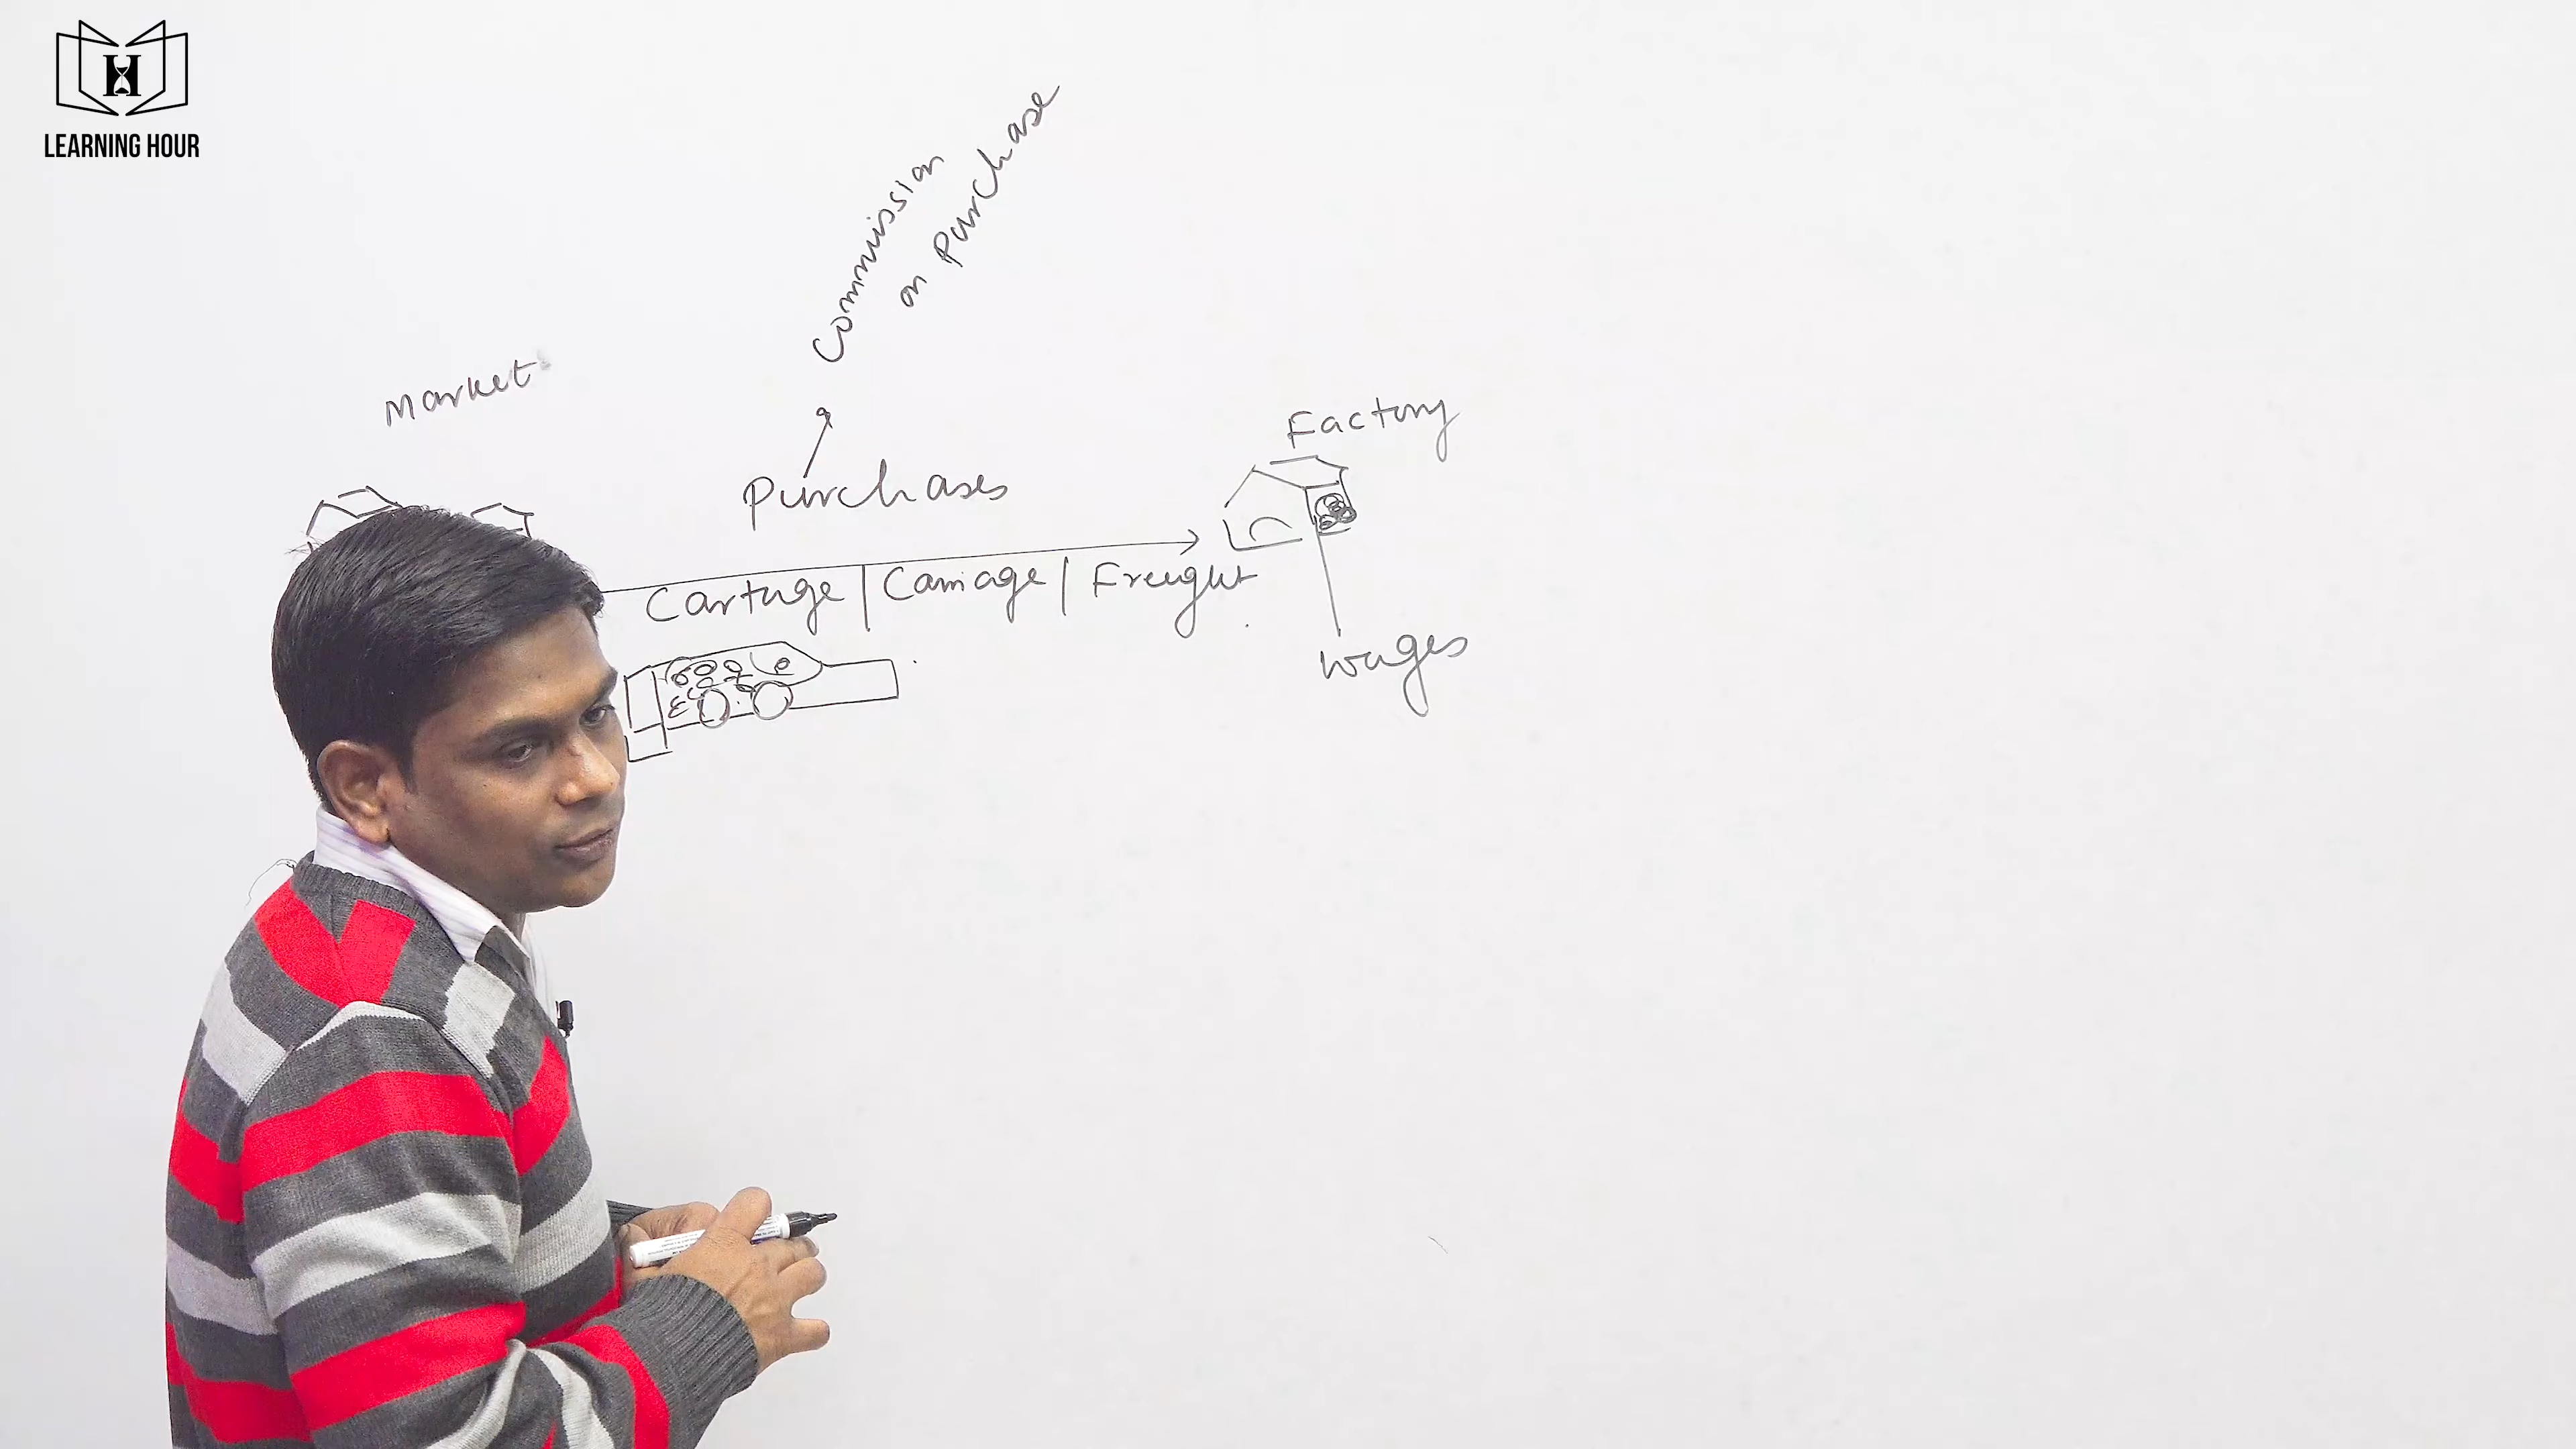 LEARNING HOUR
Commission
on Purchase
Market
Purchases
Factory
Cartage | Carriage | Freight
wages